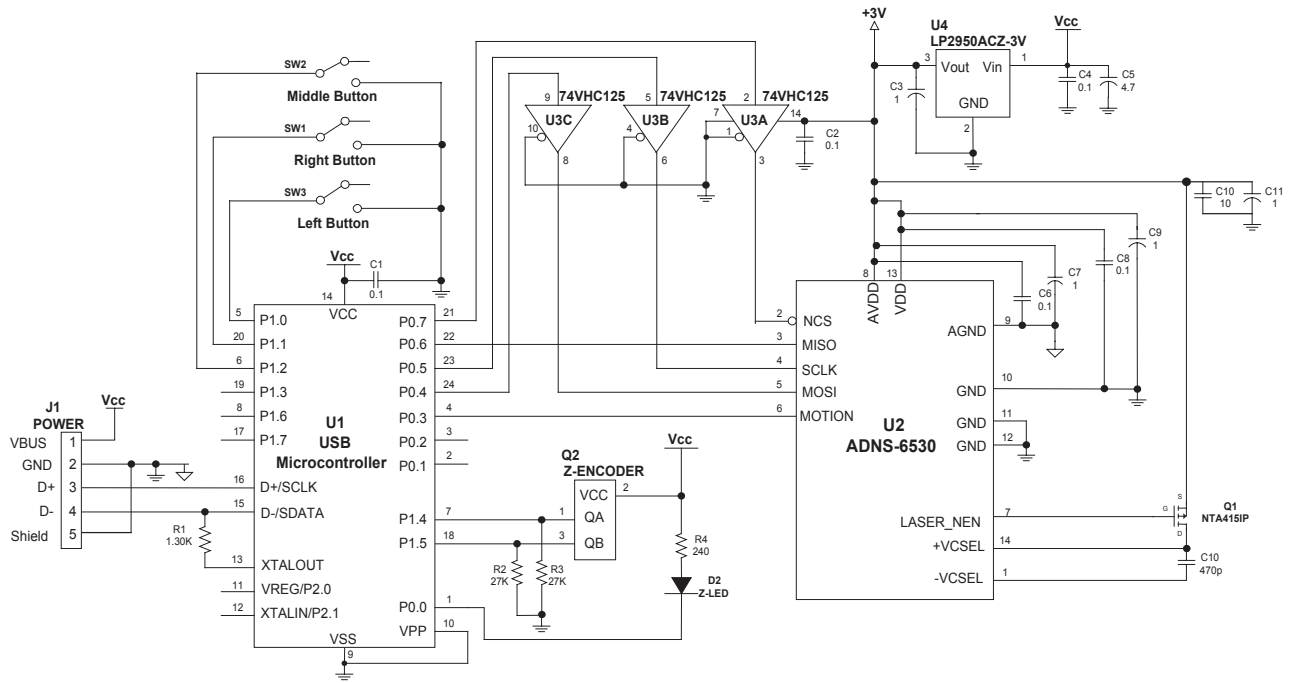 +3V
U4
LP2950ACZ-3V
Vcc
3
Vout
Vin
1
GND
2
C3
1
C4
0.1
C5
4.7
SW2
Middle Button
SW1
Right Button
SW3
Left Button
74VHC125
74VHC125
74VHC125
9
5
2
U3C
U3B
U3A
10
4
7
1
14
8
6
3
C2
0.1
C10
10
C11
1
C9
1
C8
0.1
C7
1
C6
0.1
Vcc
C1
0.1
14
VCC
5
P1.0
20
P1.1
6
P1.2
19
P1.3
8
P1.6
17
P1.7
16
D+/SCLK
15
D-/SDATA
13
XTALOUT
11
VREG/P2.0
12
XTALIN/P2.1
U1
USB
Microcontroller
P0.7
21
P0.6
22
P0.5
23
P0.4
24
P0.3
4
P0.2
3
P0.1
2
P1.4
7
P1.5
18
P0.0
1
VPP
10
VSS
9
J1
POWER
Vcc
VBUS
1
GND
2
D+
3
D-
4
Shield
5
R1
1.30K
Q2
Z-ENCODER
VCC
2
QA
1
QB
3
R2
27K
R3
27K
Vcc
R4
240
D2
Z-LED
8
13
AVDD
VDD
2
NCS
3
MISO
4
SCLK
5
MOSI
6
MOTION
U2
ADNS-6530
AGND
9
GND
10
GND
11
GND
12
LASER_NEN
7
+VCSEL
14
-VCSEL
1
S
G
D
Q1
NTA415IP
C10
470p